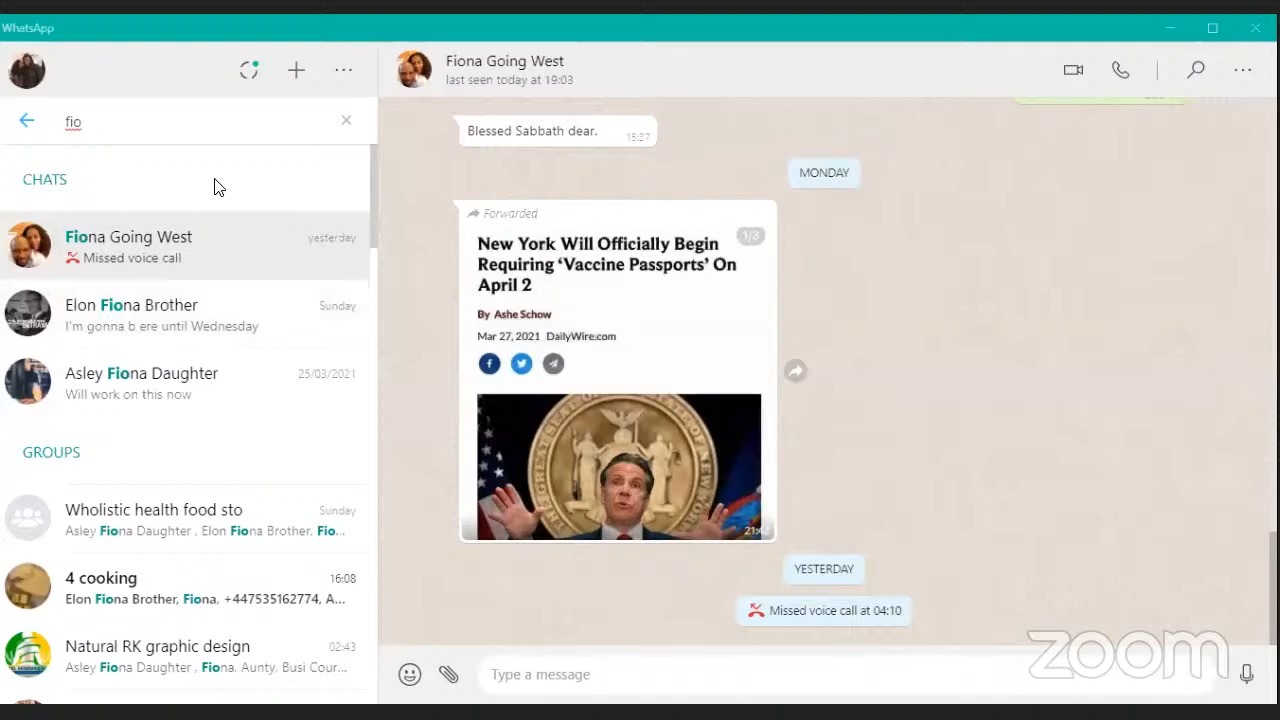 WhatsApp
Fiona Going West
last seen today at 19:03
fio
CHATS
Fiona Going West
yesterday
Missed voice call
Elon Fiona Brother
Sunday
I'm gonna b ere until Wednesday
Asley Fiona Daughter
25/03/2021
Will work on this now
GROUPS
Wholistic health food sto
Sunday
Asley Fiona Daughter , Elon Fiona Brother, Fio...
4 cooking
16:08
Elon Fiona Brother, Fiona, +447535162774, A...
Natural RK graphic design
02:43
Asley Fiona Daughter , Fiona. Aunty, Busi Cour...
Blessed Sabbath dear.
15:37
MONDAY
Forwarded
1/3
New York Will Officially Begin
Requiring ‘Vaccine Passports’ On
April 2
By Ashe Schow
Mar 27, 2021 DailyWire.com
YESTERDAY
Missed voice call at 04:10
Type a message
zoom